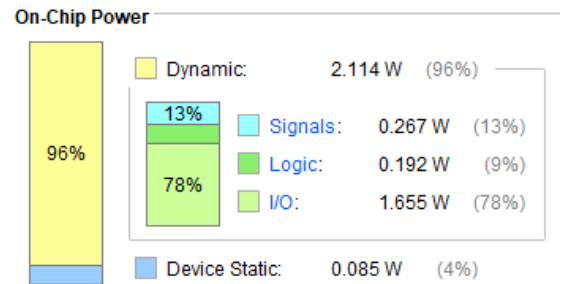 On-Chip Power
Dynamic: 2.114 W (96%)
96%
13%
78%
Signals: 0.267 W (13%)
Logic: 0.192 W (9%)
I/O: 1.655 W (78%)
Device Static: 0.085 W (4%)